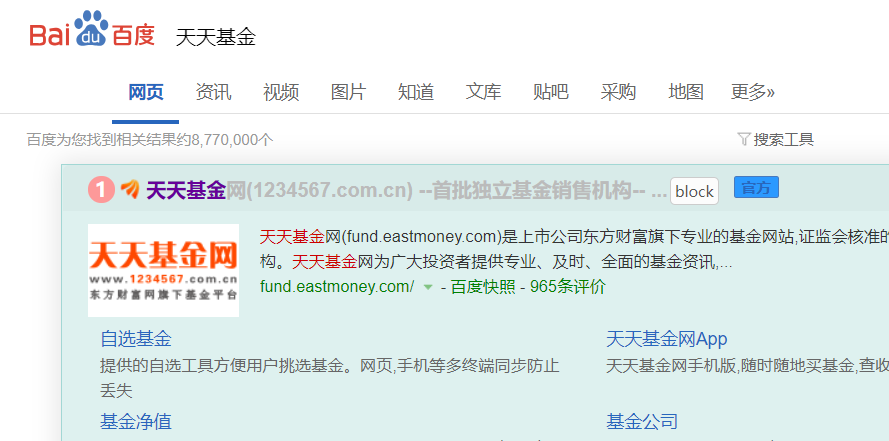 Bai du 百度 天天基金
网页 资讯 视频 图片 知道 文库 贴吧 采购 地图 更多»
百度为您找到相关结果约8,770,000个 搜索工具
1 天天基金网(1234567.com.cn) --首批独立基金销售机构-- ... block 官方
天天基金网 天天基金网(fund.eastmoney.com)是上市公司东方财富旗下专业的基金网站,证监会核准的
www.1234567.com.cn 构。天天基金网为广大投资者提供专业、及时、全面的基金资讯,...
东方财富网旗下基金平台 fund.eastmoney.com/ - 百度快照 - 965条评价
自选基金 天天基金网App
提供的自选工具方便用户挑选基金。网页,手机等多终端同步防止 天天基金网手机版,随时随地买基金,查收
丢失
基金净值 基金公司